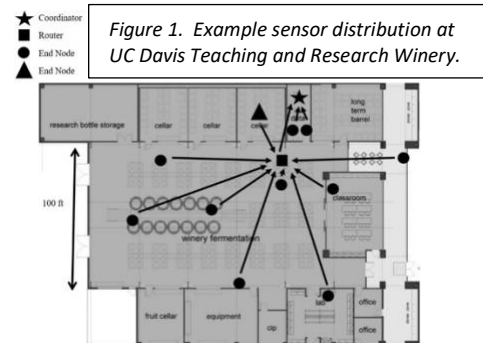 Coordinator
Router
End Node
End Node
Figure 1. Example sensor distribution at
UC Davis Teaching and Research Winery.
research bottle storage
cellar
cellar
cellar
data
long
term
barrel
100 ft
classroom
winery fermentation
fruit cellar
equipment
cip
lab
office
office